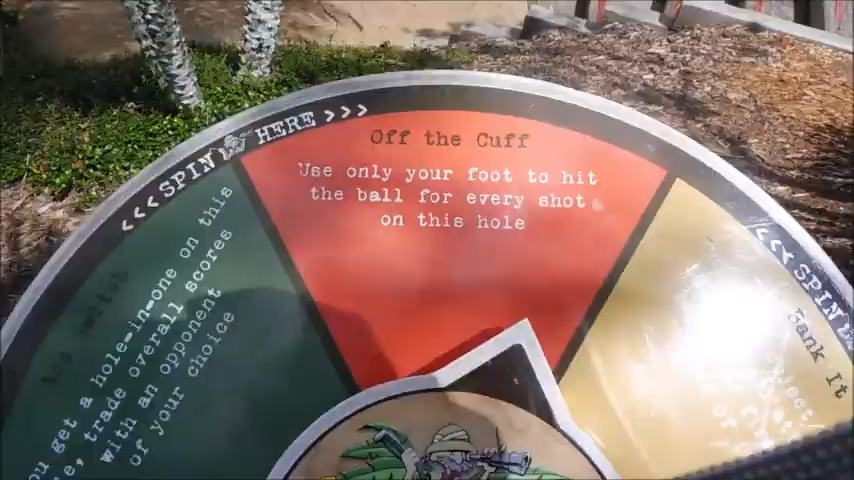 <<< SPIN HERE >>>
Off the Cuff
Use only your foot to hit
the ball for every shot
on this hole
get a hole-in-one on this
trade overall scores
with an opponent
of your choice
<<< SPIN
Bank It